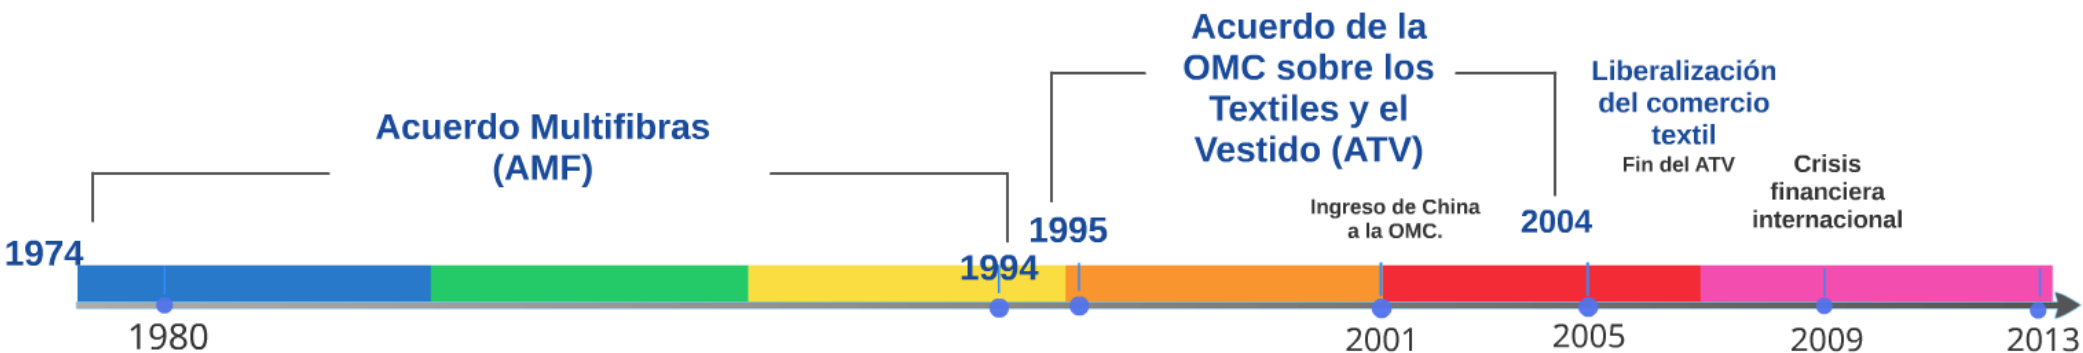 1974
Acuerdo Multifibras
(AMF)
1994
1995
Acuerdo de la
OMC sobre los
Textiles y el
Vestido (ATV)
Ingreso de China
a la OMC.
2004
Liberalización
del comercio
textil
Fin del ATV
Crisis
financiera
internacional
1980
2001
2005
2009
2013